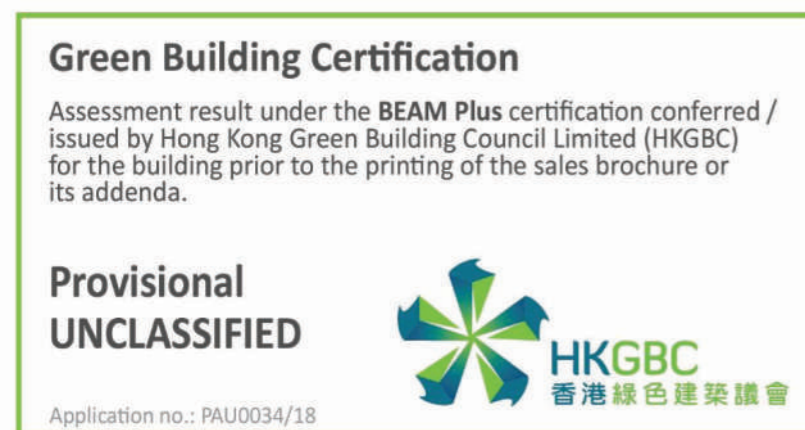 Green Building Certification
Assessment result under the BEAM Plus certification conferred /
issued by Hong Kong Green Building Council Limited (HKGBC)
for the building prior to the printing of the sales brochure or
its addenda.
Provisional
UNCLASSIFIED
HKGBC
香港綠色建築議會
Application no.: PAU0034/18